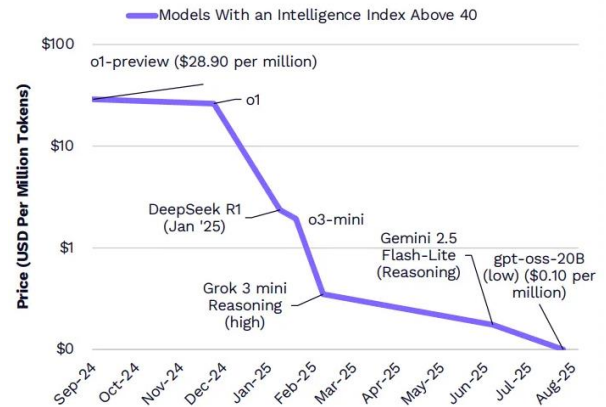 Models With an Intelligence Index Above 40
$100
o1-preview ($28.90 per million)
o1
$10
DeepSeek R1
(Jan '25)
o3-mini
$1
Gemini 2.5
Flash-Lite
(Reasoning)
gpt-oss-20B
(low) ($0.10 per
million)
Grok 3 mini
Reasoning
(high)
$0
Price (USD Per Million Tokens)
Sep-24
Oct-24
Nov-24
Dec-24
Jan-25
Feb-25
Mar-25
Apr-25
May-25
Jun-25
Jul-25
Aug-25